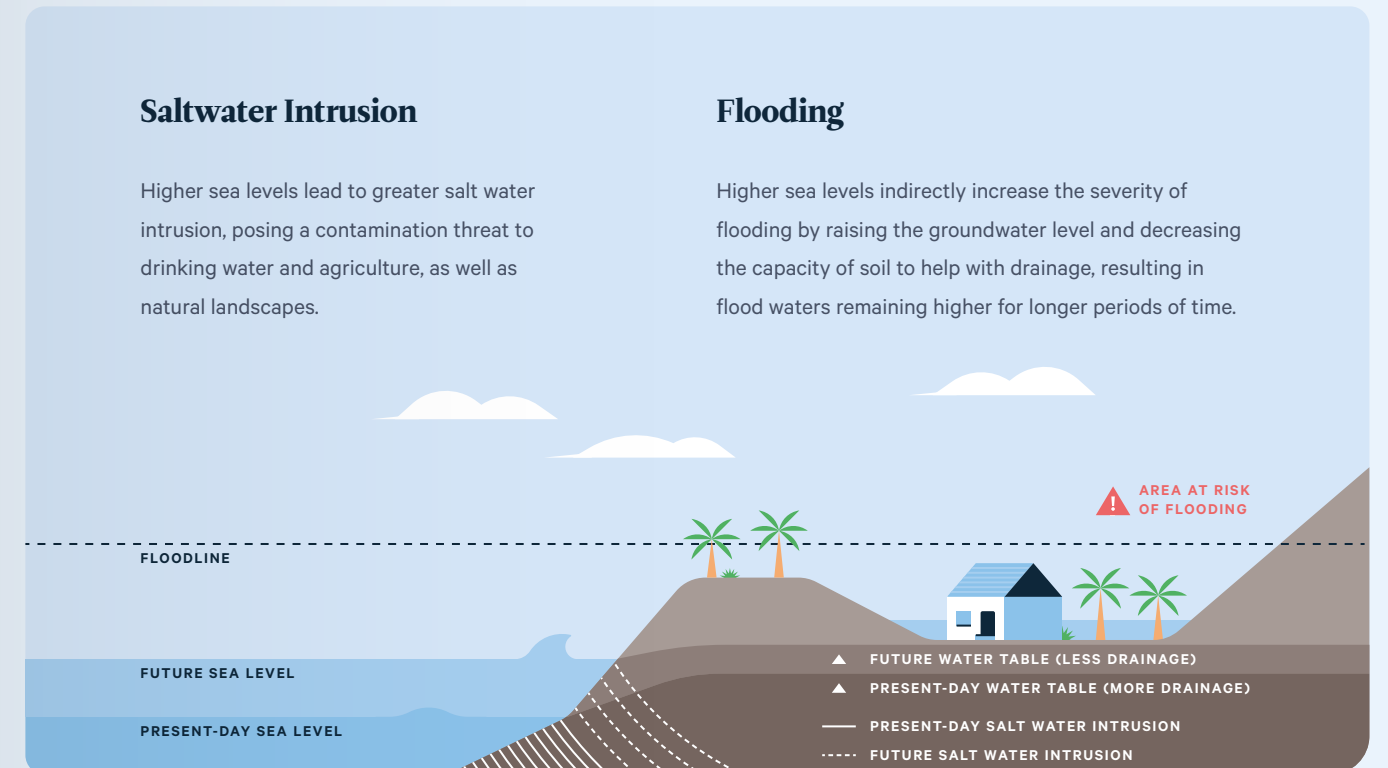 Saltwater Intrusion
Higher sea levels lead to greater salt water
intrusion, posing a contamination threat to
drinking water and agriculture, as well as
natural landscapes.
Flooding
Higher sea levels indirectly increase the severity of
flooding by raising the groundwater level and decreasing
the capacity of soil to help with drainage, resulting in
flood waters remaining higher for longer periods of time.
AREA AT RISK
OF FLOODING
FLOODLINE
FUTURE SEA LEVEL
PRESENT-DAY SEA LEVEL
FUTURE WATER TABLE (LESS DRAINAGE)
PRESENT-DAY WATER TABLE (MORE DRAINAGE)
PRESENT-DAY SALT WATER INTRUSION
FUTURE SALT WATER INTRUSION